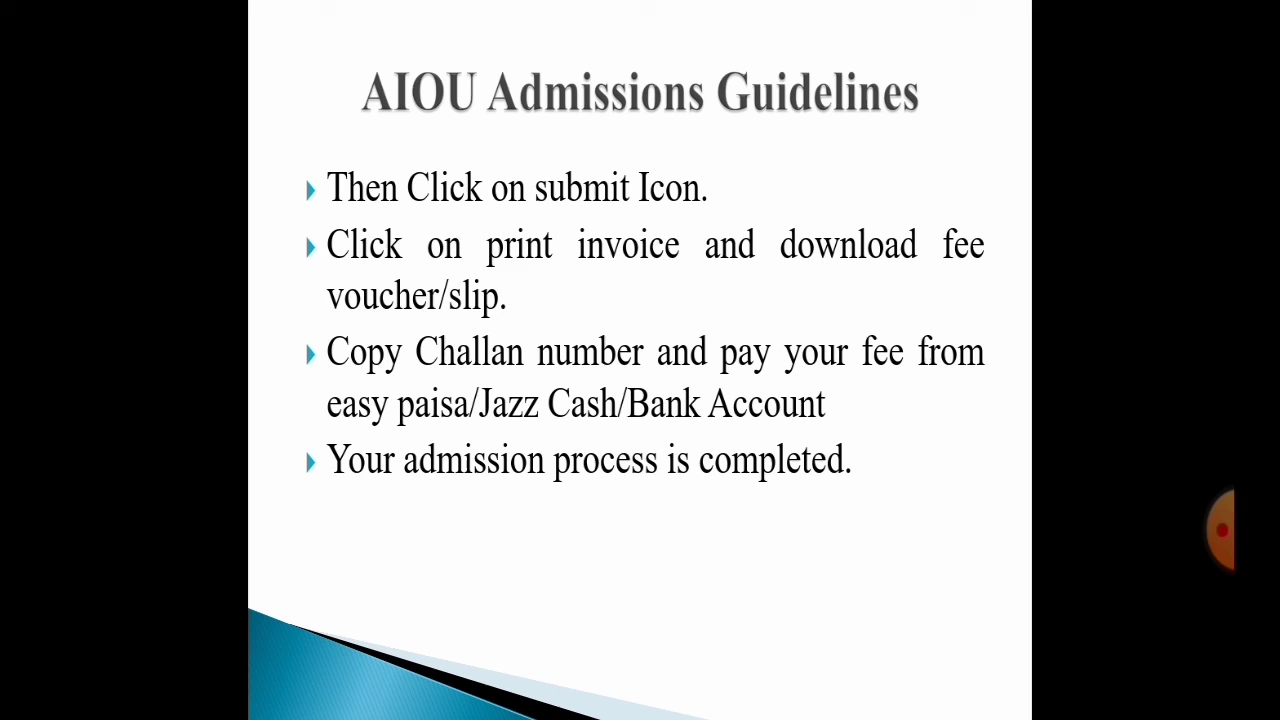 AIOU Admissions Guidelines
Then Click on submit Icon.
Click on print invoice and download fee
voucher/slip.
Copy Challan number and pay your fee from
easy paisa/Jazz Cash/Bank Account
Your admission process is completed.